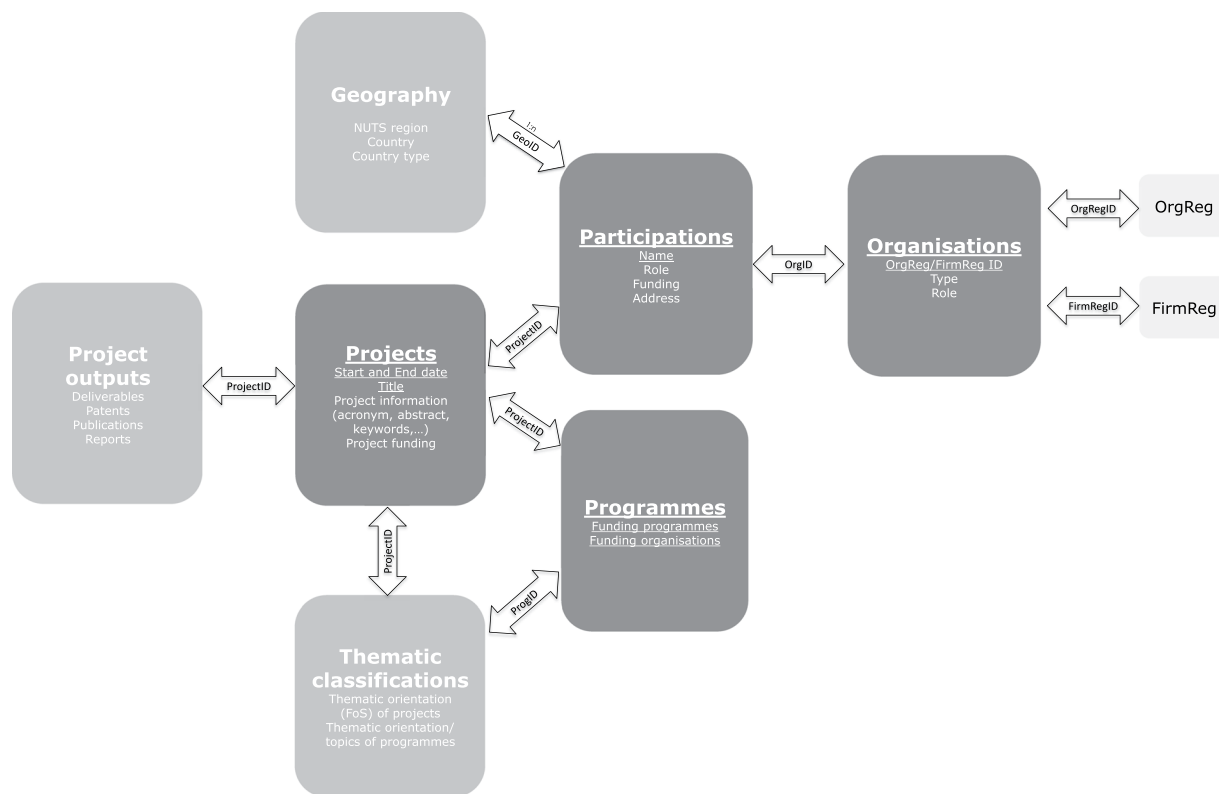 Geography
NUTS region
Country
Country type
1:n
GeoID
Participations
Name
Role
Funding
Address
OrgID
Organisations
OrgReg/FirmReg ID
Type
Role
OrgRegID
OrgReg
FirmRegID
FirmReg
Project
outputs
Deliverables
Patents
Publications
Reports
ProjectID
Projects
Start and End date
Title
Project information
(acronym, abstract,
keywords,...)
Project funding
ProjectID
ProjectID
ProjectID
Programmes
Funding programmes
Funding organisations
ProgID
Thematic
classifications
Thematic orientation
(FoS) of projects
Thematic orientation/
topics of programmes